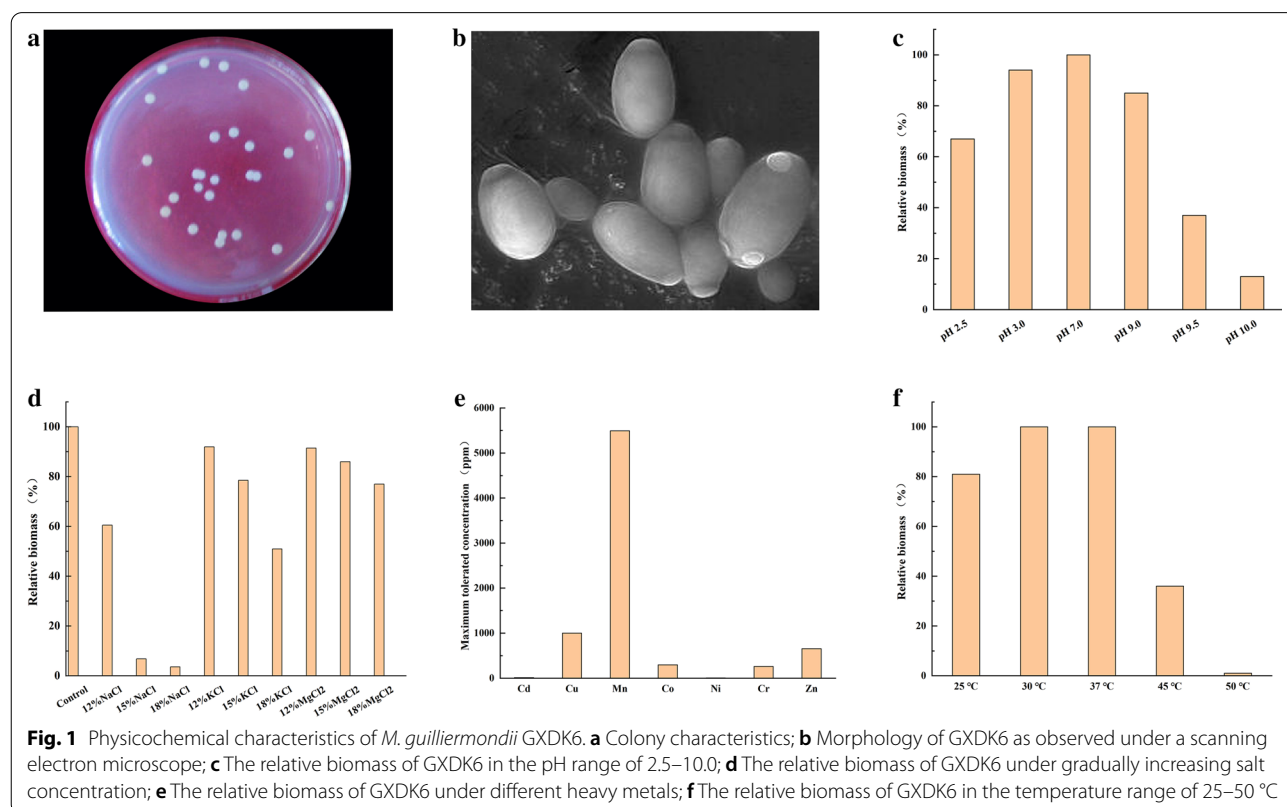 a
b
c
Relative biomass (%)
100
80
60
40
20
0
pH 2.5
pH 3.0
pH 7.0
pH 9.0
pH 9.5
pH 10.0
d
Relative biomass (%)
100
80
60
40
20
0
Control
12%NaCl
15%NaCl
18%NaCl
12%KCl
15%KCl
18%KCl
12%MgCl2
15%MgCl2
18%MgCl2
e
Maximum tolerated concentration (ppm)
6000
5000
4000
3000
2000
1000
0
Cd
Cu
Mn
Co
Ni
Cr
Zn
f
Relative biomass (%)
100
80
60
40
20
0
25 °C
30 °C
37 °C
45 °C
50 °C
Fig. 1 Physicochemical characteristics of M. guilliermondii GXDK6. a Colony characteristics; b Morphology of GXDK6 as observed under a scanning
electron microscope; c The relative biomass of GXDK6 in the pH range of 2.5–10.0; d The relative biomass of GXDK6 under gradually increasing salt
concentration; e The relative biomass of GXDK6 under different heavy metals; f The relative biomass of GXDK6 in the temperature range of 25–50 °C